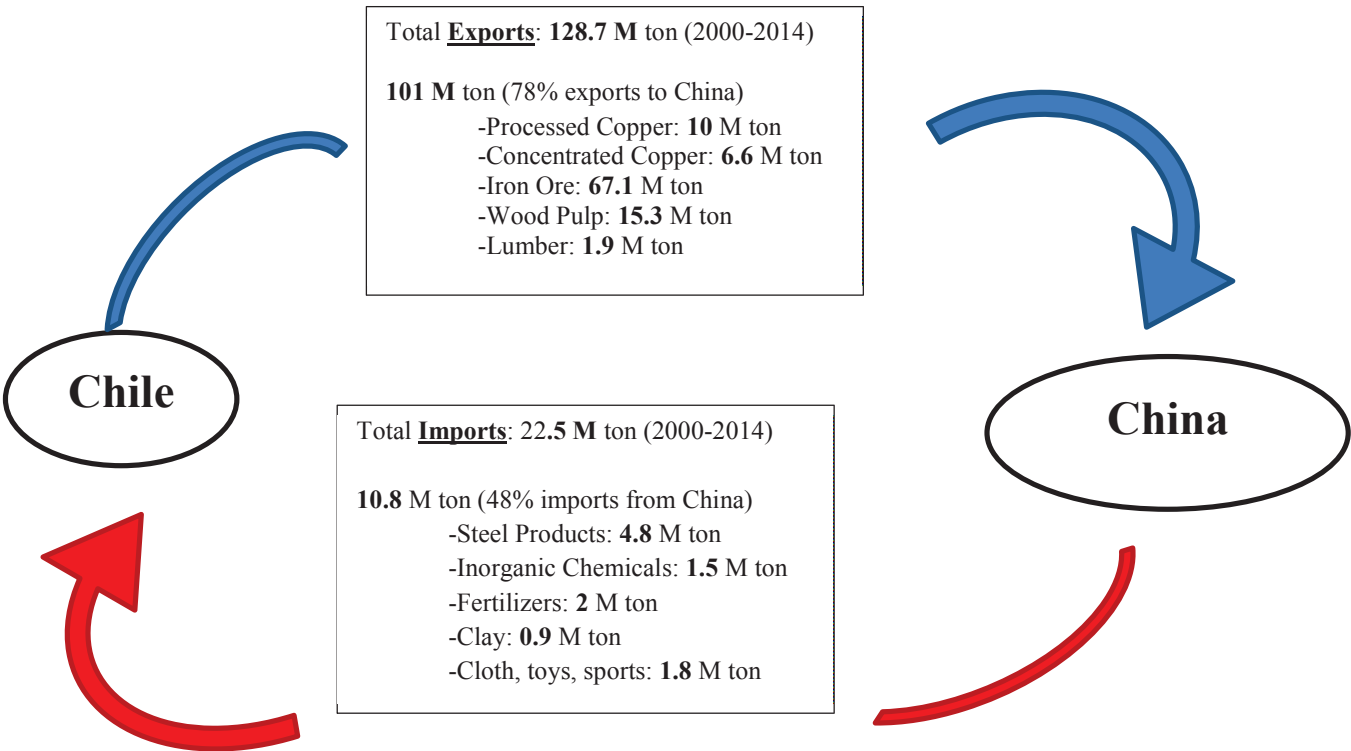 Total Exports: 128.7 M ton (2000-2014)
101 M ton (78% exports to China)
-Processed Copper: 10 M ton
-Concentrated Copper: 6.6 M ton
-Iron Ore: 67.1 M ton
-Wood Pulp: 15.3 M ton
-Lumber: 1.9 M ton
Chile
China
Total Imports: 22.5 M ton (2000-2014)
10.8 M ton (48% imports from China)
-Steel Products: 4.8 M ton
-Inorganic Chemicals: 1.5 M ton
-Fertilizers: 2 M ton
-Clay: 0.9 M ton
-Cloth, toys, sports: 1.8 M ton